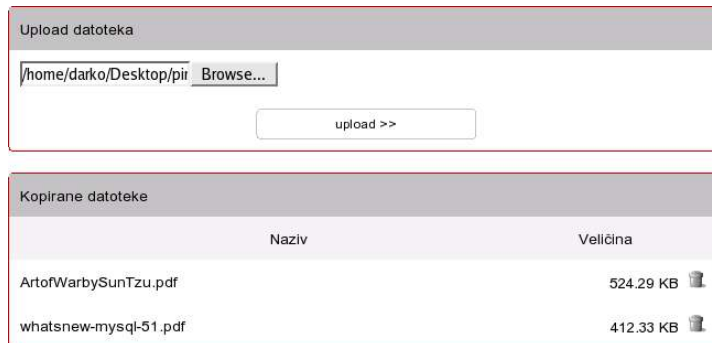 Upload datoteka
/home/darko/Desktop/pir Browse...
upload >>
Kopirane datoteke
Naziv Veličina
ArtofWarbySunTzu.pdf 524.29 KB
whatsnew-mysql-51.pdf 412.33 KB